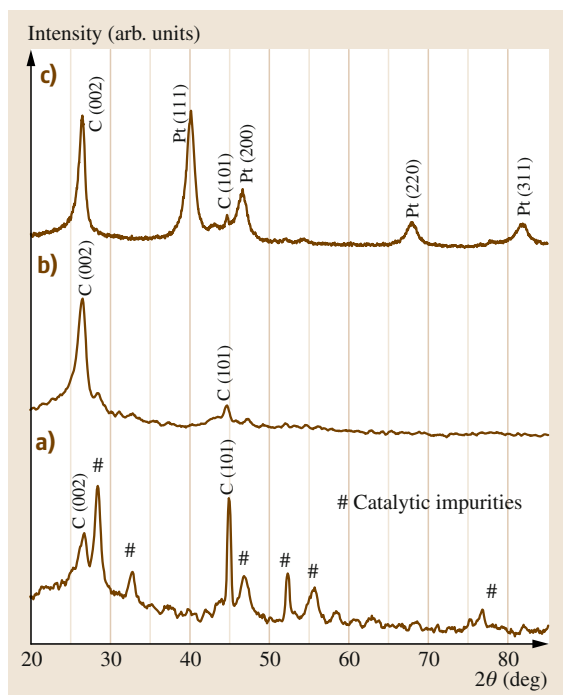 Intensity (arb. units)
c)
C (002)
Pt (111)
C (101)
Pt (200)
Pt (220)
Pt (311)
b)
C (002)
C (101)
a)
C (002)
#
#
C (101)
#
#
#
#
# Catalytic impurities
20 30 40 50 60 70 80
2θ (deg)